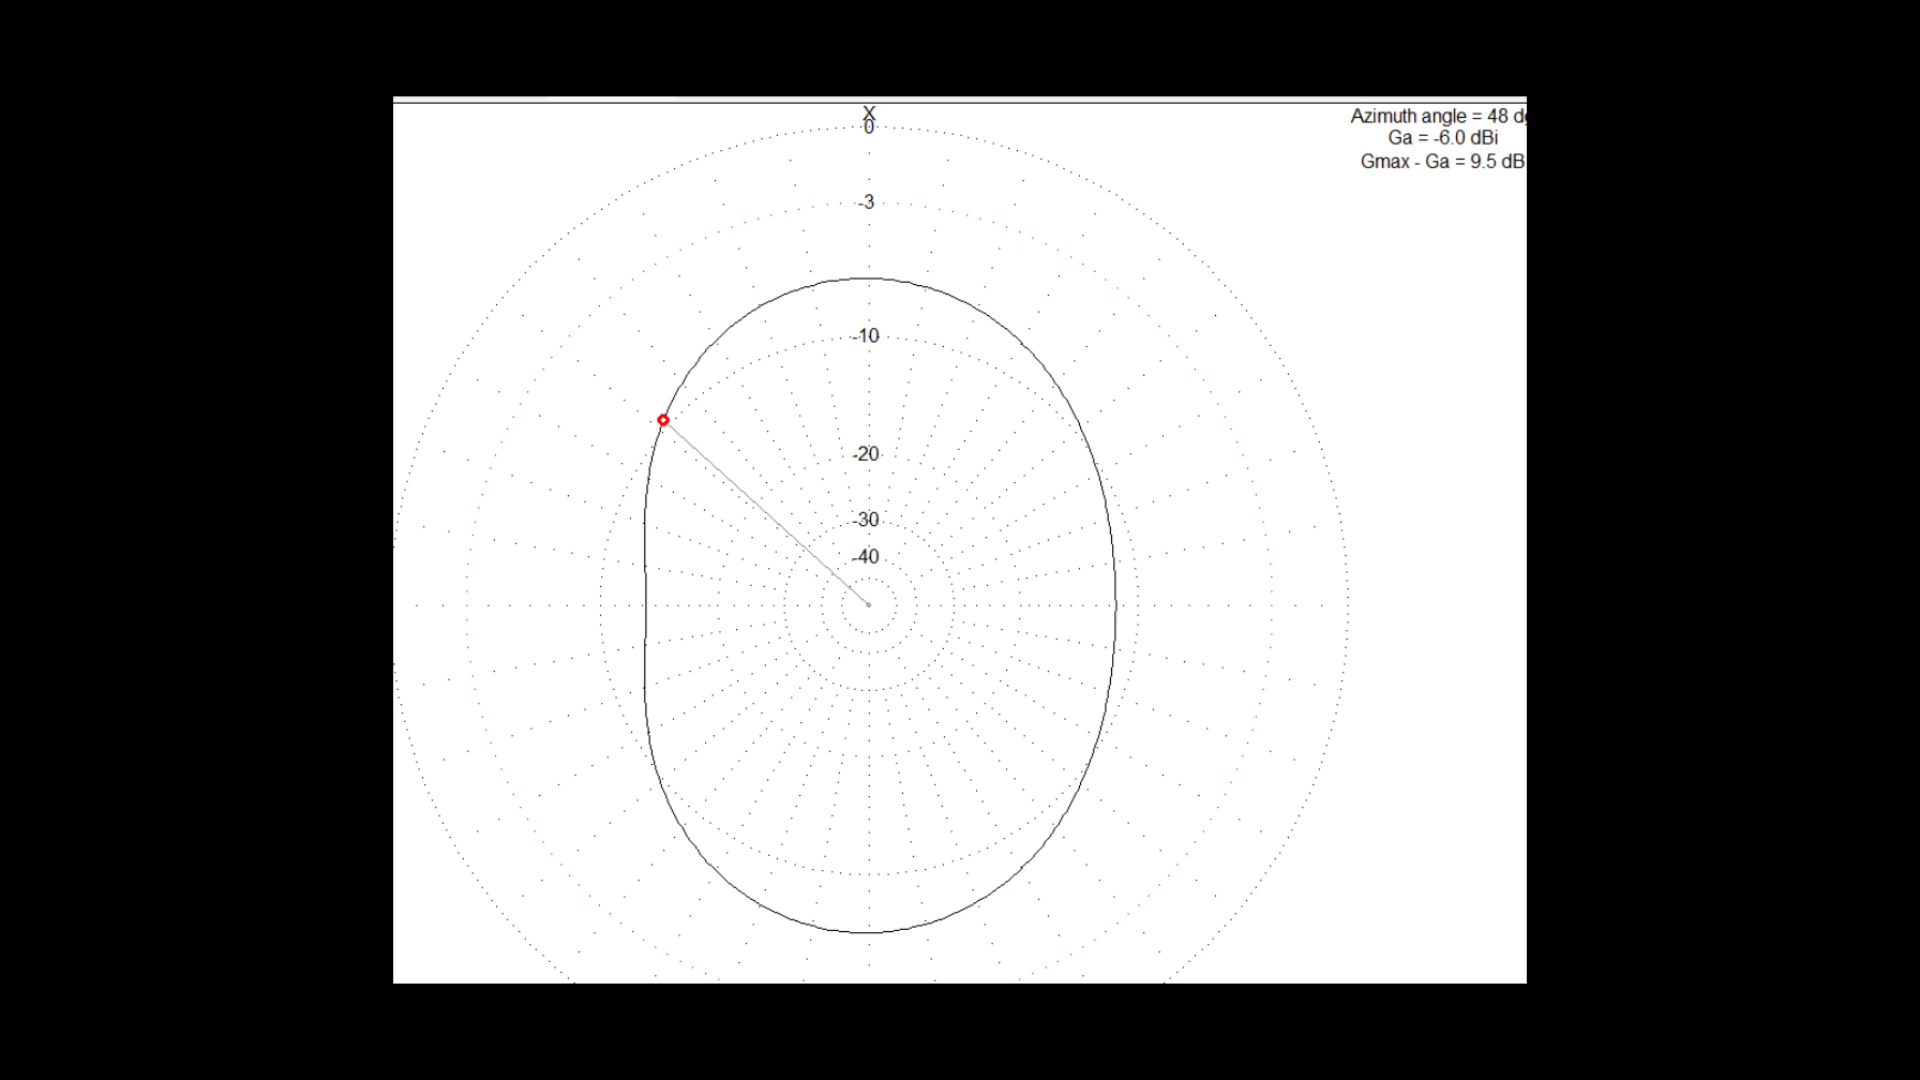 X
0
-3
-10
-20
-30
-40
Azimuth angle = 48
Ga = -6.0 dBi
Gmax - Ga = 9.5 dB